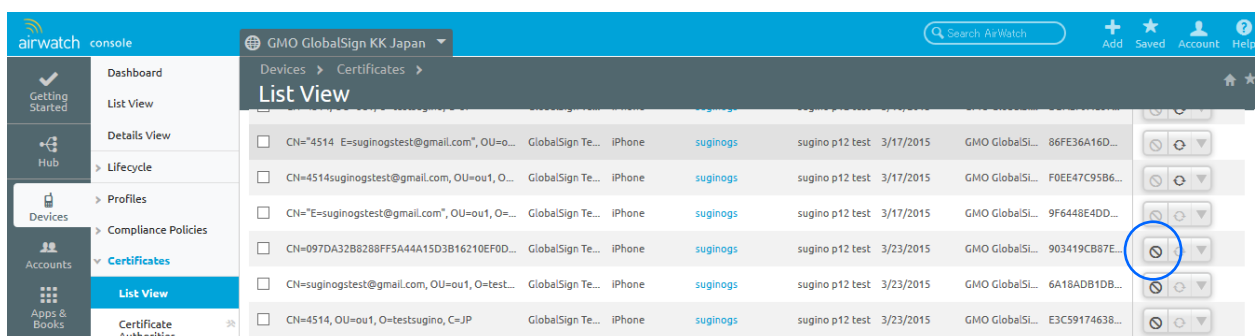 airwatch console
GMO GlobalSign KK Japan
Search AirWatch
Add
Saved
Account
Help
Getting Started
Hub
Devices
Accounts
Apps & Books
Dashboard
List View
Details View
Lifecycle
Profiles
Compliance Policies
Certificates
List View
Certificate
Devices > Certificates >
List View
CN="4514 E=suginogstest@gmail.com", OU=o... GlobalSign Te... iPhone suginogs sugino p12 test 3/17/2015 GMO GlobalSi... 86FE36A16D...
CN=4514suginogstest@gmail.com, OU=ou1, O... GlobalSign Te... iPhone suginogs sugino p12 test 3/17/2015 GMO GlobalSi... F0EE47C95B6...
CN="E=suginogstest@gmail.com", OU=ou1, O=... GlobalSign Te... iPhone suginogs sugino p12 test 3/17/2015 GMO GlobalSi... 9F6448E4DD...
CN=097DA32B8288FF5A44A15D3B16210EF0D... GlobalSign Te... iPhone suginogs sugino p12 test 3/23/2015 GMO GlobalSi... 903419CB87E...
CN=suginogstest@gmail.com, OU=ou1, O=test... GlobalSign Te... iPhone suginogs sugino p12 test 3/23/2015 GMO GlobalSi... 6A18ADB1DB...
CN=4514, OU=ou1, O=testsugino, C=JP GlobalSign Te... iPhone suginogs sugino p12 test 3/23/2015 GMO GlobalSi... E3C59174638...